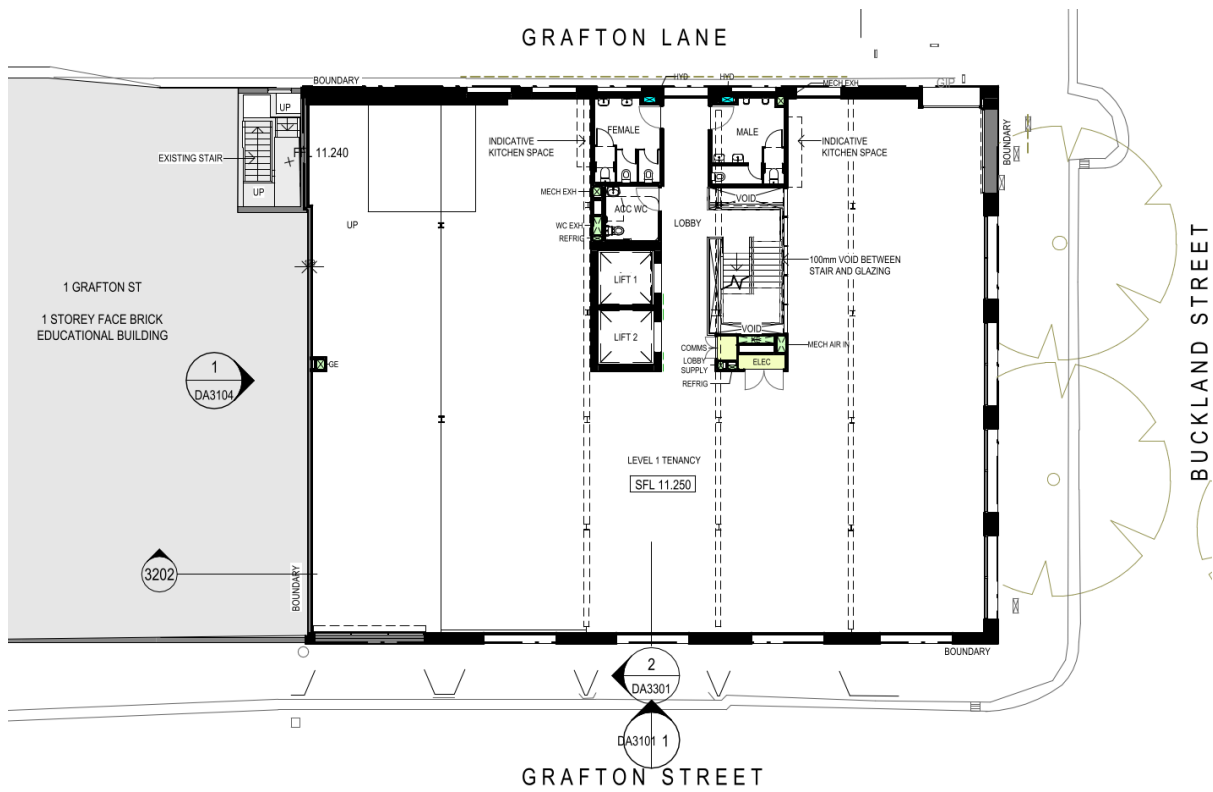 GRAFTON LANE
BOUNDARY
HYD
HYD
MECH EXH
GIP
UP
EXISTING STAIR
UP
FFL 11.240
UP
INDICATIVE
KITCHEN SPACE
FEMALE
MALE
INDICATIVE
KITCHEN SPACE
BOUNDARY
MECH EXH
ACC WC
WC EXH
REFRIG
LOBBY
VOID
100mm VOID BETWEEN
STAIR AND GLAZING
LIFT 1
LIFT 2
VOID
COMMS
LOBBY
SUPPLY
REFRIG
ELEC
MECH AIR IN
1 GRAFTON ST
1 STOREY FACE BRICK
EDUCATIONAL BUILDING
GE
1
DA3104
3202
BOUNDARY
LEVEL 1 TENANCY
SFL 11.250
BUCKLAND STREET
BOUNDARY
2
DA3301
DA3101 1
GRAFTON STREET